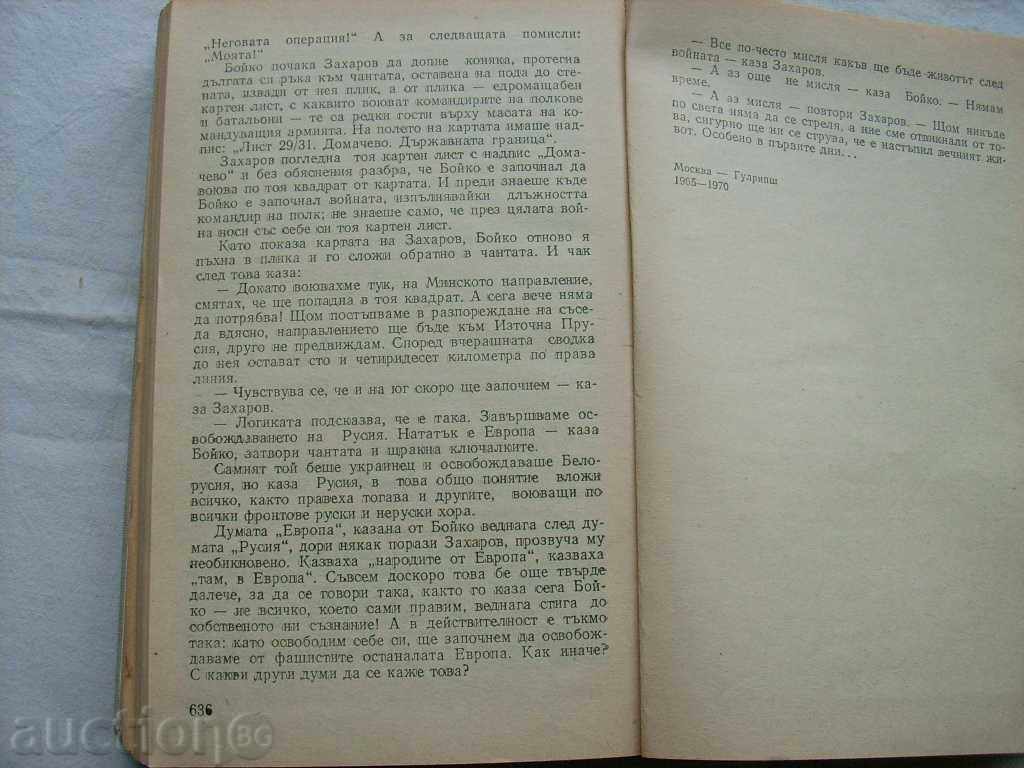 „Неговата операция!“ А за следващата помисли:
„Моята!“
Бойко почака Захаров да допие коняка, протегна
дългата си ръка към чантата, оставена на пода до сте-
ната, извади от нея плик, а от плика — едромащабен
картен лист, с каквито воюват командирите на полкове
и батальони — те са редки гости върху масата на ко-
мандуващия армията. На полето на картата имаше над-
пис: „Лист 29/31. Домачево. Държавната граница“.
Захаров погледна тоя картен лист с надпис „Дома-
чево“ и без обяснения разбра, че Бойко е започнал да
воюва по тоя квадрат от картата. И преди знаеше къде
Бойко е започнал войната, изпълнявайки длъжността
командир на полк; не знаеше само, че през цялата вой-
на носи със себе си тоя картен лист.
Като показа картата на Захаров, Бойко отново я
пъхна в плика и го сложи обратно в чантата. И чак
след това каза:
— Докато воювахме тук, на Минското направление,
смятах, че ще попадна в тоя квадрат. А сега вече няма
да потрябва! Щом постъпваме в разпореждане на съсе-
да вдясно, направлението ще бъде към Източна Пру-
сия, друго не предвиждам. Според вчерашната сводка
до нея остават сто и четиридесет километра по права
линия.
— Чувствува се, че и на юг скоро ще започнем — ка-
за Захаров.
— Логиката подсказва, че е така. Завършваме ос-
вобождаването на Русия. Нататък е Европа — каза
Бойко, затвори чантата и щракна ключалките.
Самият той беше украинец и освобождаваше Бело-
русия, но каза Русия, в това общо понятие вложи
всичко, както правеха тогава и другите, воюващи по
всички фронтове руски и неруски хора.
Думата „Европа“, казана от Бойко веднага след ду-
мата „Русия“, дори някак порази Захаров, прозвуча му
необикновено. Казваха „народите от Европа“, казваха
„там, в Европа“. Съвсем доскоро това бе още твърде
далече, за да се говори така, както го каза сега Бой-
ко — не всичко, което сами правим, веднага стига до
собственото ни съзнание! А в действителност е тъкмо
така: като освободим себе си, ще започнем да освобож-
даваме от фашистите останалата Европа. Как иначе?
С какви други думи да се каже това?
636
— Все по-често мисля какъв ще бъде животът след
войната — каза Захаров.
— А аз още не мисля — каза Бойко. — Нямам
време.
— А аз мисля — повтори Захаров. — Щом никъде
по света няма да се стреля, а ние сме отвикнали от то-
ва, сигурно ще ни се струва, че е настъпил вечният жи-
вот. Особено в първите дни...
Москва — Гулрипш
1965—1970
auction.BG